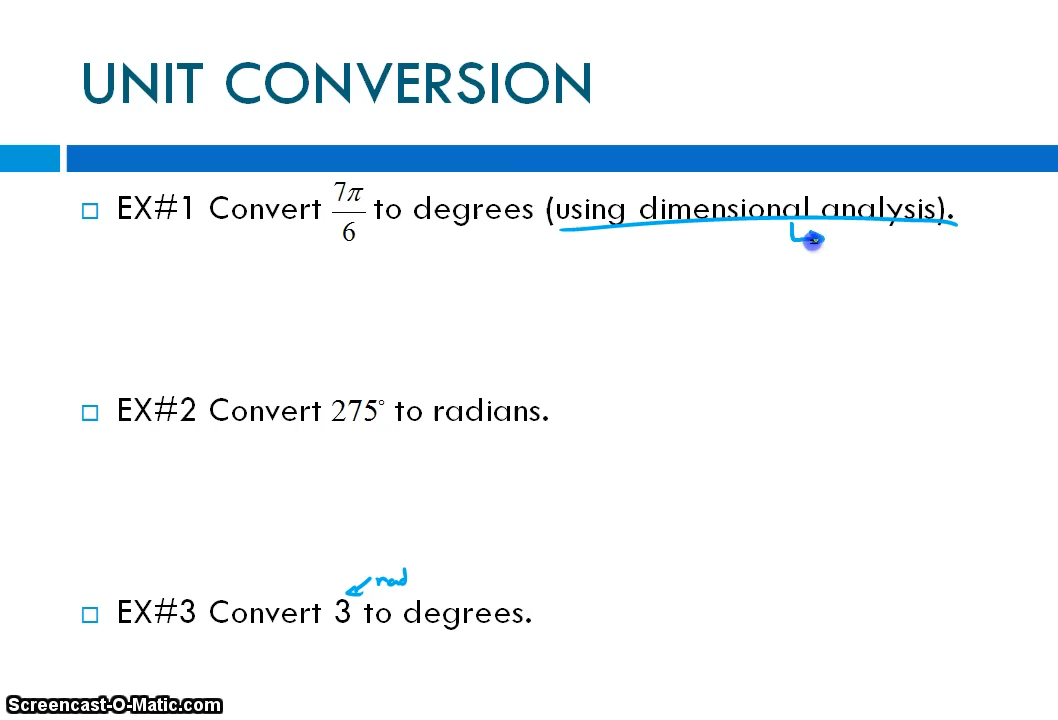 UNIT CONVERSION
EX#1 Convert 7π/6 to degrees (using dimensional analysis).
EX#2 Convert 275° to radians.
rad
EX#3 Convert 3 to degrees.
Screencast-O-Matic.com